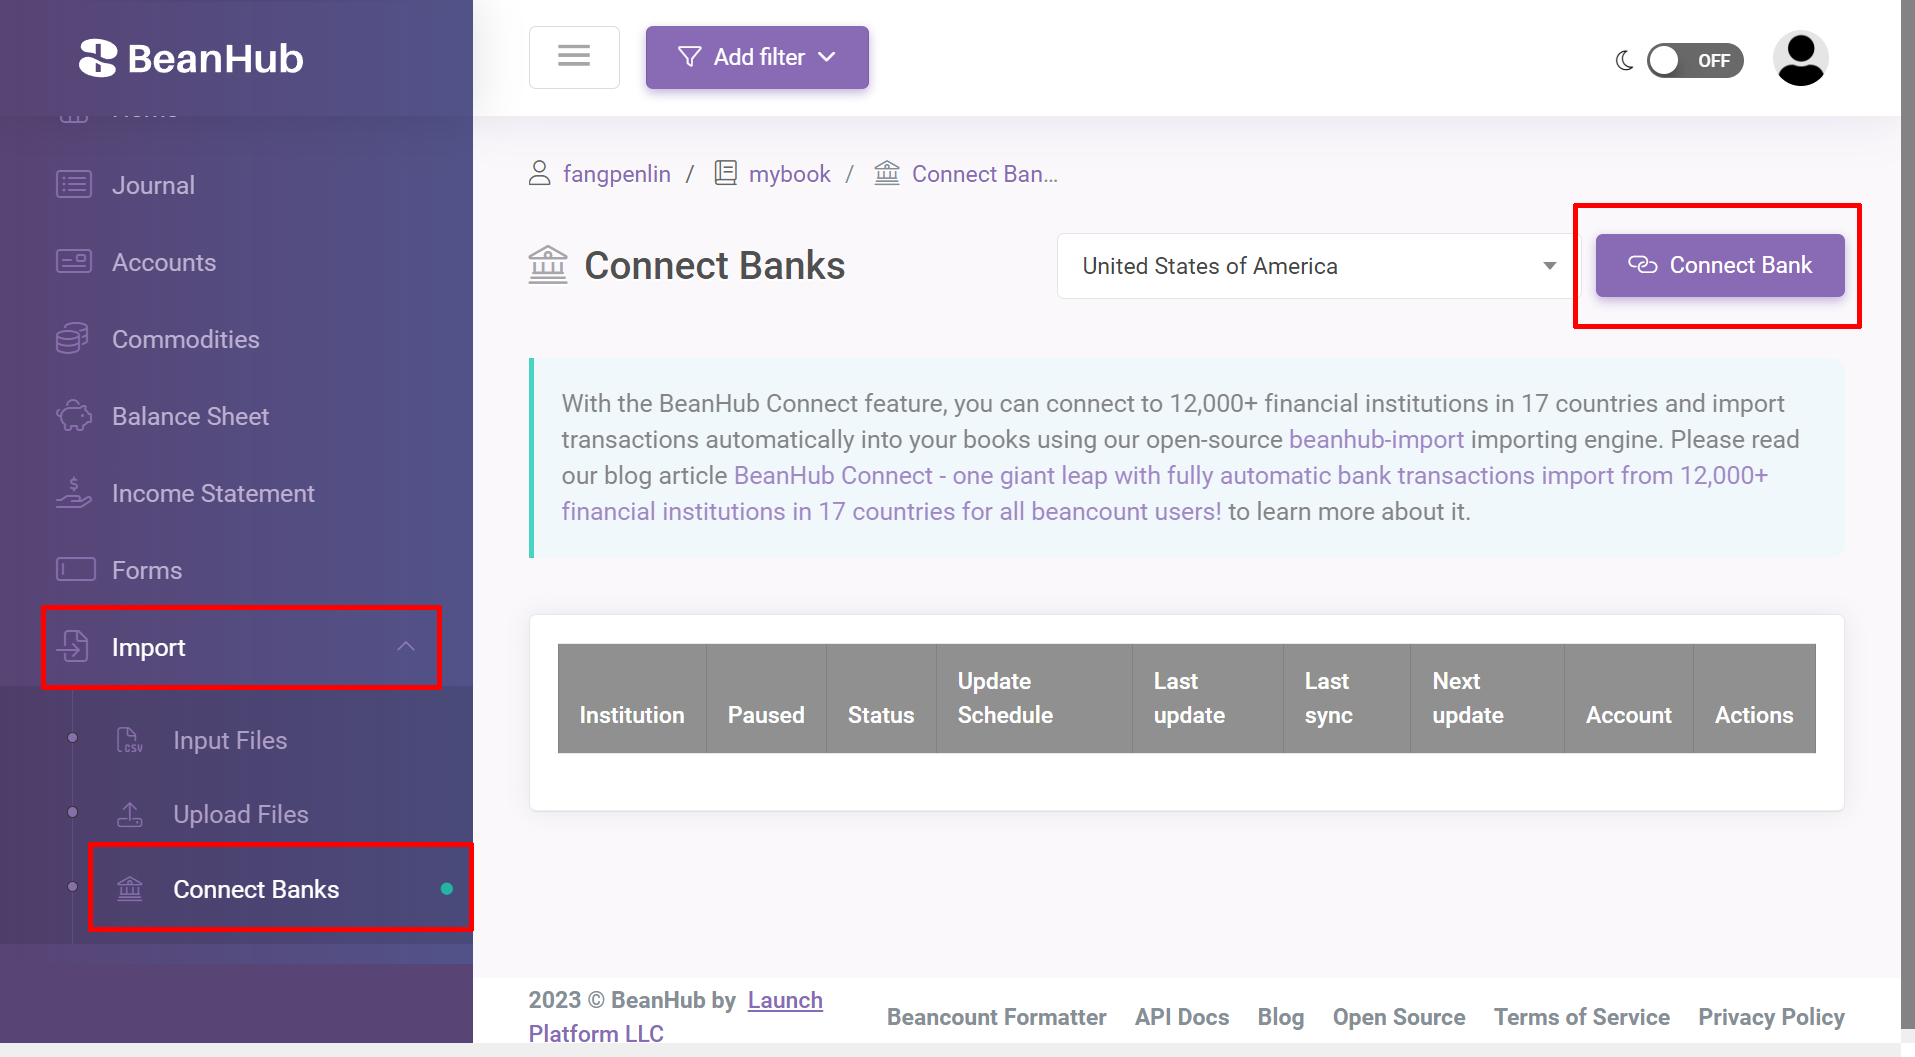 BeanHub
Journal
Accounts
Commodities
Balance Sheet
Income Statement
Forms
Import
CSV
Input Files
Upload Files
Connect Banks
Add filter
OFF
fangpenlin / mybook / Connect Ban...
Connect Banks
United States of America
Connect Bank
With the BeanHub Connect feature, you can connect to 12,000+ financial institutions in 17 countries and import
transactions automatically into your books using our open-source beanhub-import importing engine. Please read
our blog article BeanHub Connect - one giant leap with fully automatic bank transactions import from 12,000+
financial institutions in 17 countries for all beancount users! to learn more about it.
Institution
Paused
Status
Update
Schedule
Last
update
Last
sync
Next
update
Account
Actions
2023 © BeanHub by Launch
Platform LLC
Beancount Formatter API Docs Blog Open Source Terms of Service Privacy Policy